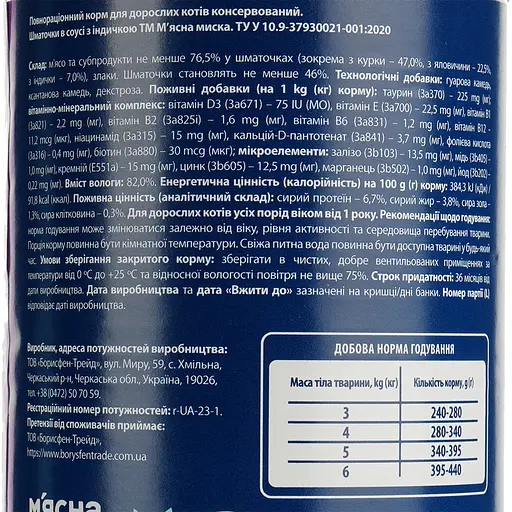 Повнораціонний корм для дорослих котів консервований.
Шматочки в соусі з індичкою ТМ М'ясна миска. ТУ У 10.9-37930021-001:2020
Склад: м'ясо та субпродукти не менше 76,5% у шматочках (зокрема з курки – 47,0%, з яловичини – 22,5%,
з індички – 7,0%), злаки. Шматочки становлять не менше 46%. Технологічні добавки: гуарова камедь,
ксантанова камедь, декстроза. Поживні добавки (на 1 кg (кг) корму): таурин (3a370) – 225 mg (мг);
вітамінно-мінеральний комплекс: вітамін D3 (3a671) – 75 IU (МО), вітамін Е (3a700) – 22,5 mg (мг), вітамін В1
(3a821) – 2,2 mg (мг), вітамін В2 (3a825i) – 1,6 mg (мг), вітамін В6 (3a831) – 1,2 mg (мг), вітамін В12 –
11,2 mcg (мкг), ніацинамід (3a315) – 15 mg (мг), кальцій-D-пантотенат (3a841) – 3,7 mg (мг), фолієва кислота
(3a316) – 0,4 mg (мг), біотин (3a880) – 30 mcg (мкг); мікроелементи: залізо (3b103) – 13,5 mg (мг), мідь (3b405) –
1,0 mg (мг), кремній (E551a) – 15 mg (мг), цинк (3b605) – 12,5 mg (мг), марганець (3b502) – 1,0 mg (мг), йод (3b202) –
0,22 mg (мг). Вміст вологи: 82,0%. Енергетична цінність (калорійність) на 100 g (г) корму: 384,3 kJ (кДж) /
91,8 kcal (ккал). Поживна цінність (аналітичний склад): сирий протеїн – 6,7%, сирий жир – 3,8%, сира зола –
1,3%, сира клітковина – 0,3%. Для дорослих котів усіх порід віком від 1 року. Рекомендації щодо годування:
норма годування може змінюватися залежно від віку, рівня активності та середовища перебування тварини.
Порція корму повинна бути кімнатної температури. Свіжа питна вода повинна бути доступна тварині у будь-який
час. Умови зберігання закритого корму: зберігати в чистих, добре вентильованих приміщеннях за
температури від 0 °С до +25 °С та відносної вологості повітря не вище 75%. Строк придатності: 36 місяців від
дати виробництва. Дата виробництва та дата «Вжити до» зазначені на кришці/дні банки. Номер партії (L)
відповідає даті виробництва.
Виробник, адреса потужностей виробництва:
ТОВ «Борисфен-Трейд», вул. Миру, 59, с. Хмільна,
Черкаський р-н, Черкаська обл., Україна, 19026,
тел. +38 (0472) 50 70 59.
Реєстраційний номер потужностей: r-UA-23-1.
Претензії від споживачів приймає:
ТОВ «Борисфен-Трейд»,
https://www.borysfentrade.com.ua
ДОБОВА НОРМА ГОДУВАННЯ
Маса тіла тварини, kg (кг) Кількість корму, g (г)
3 240-280
4 280-340
5 340-395
6 395-440
М'ЯСНА